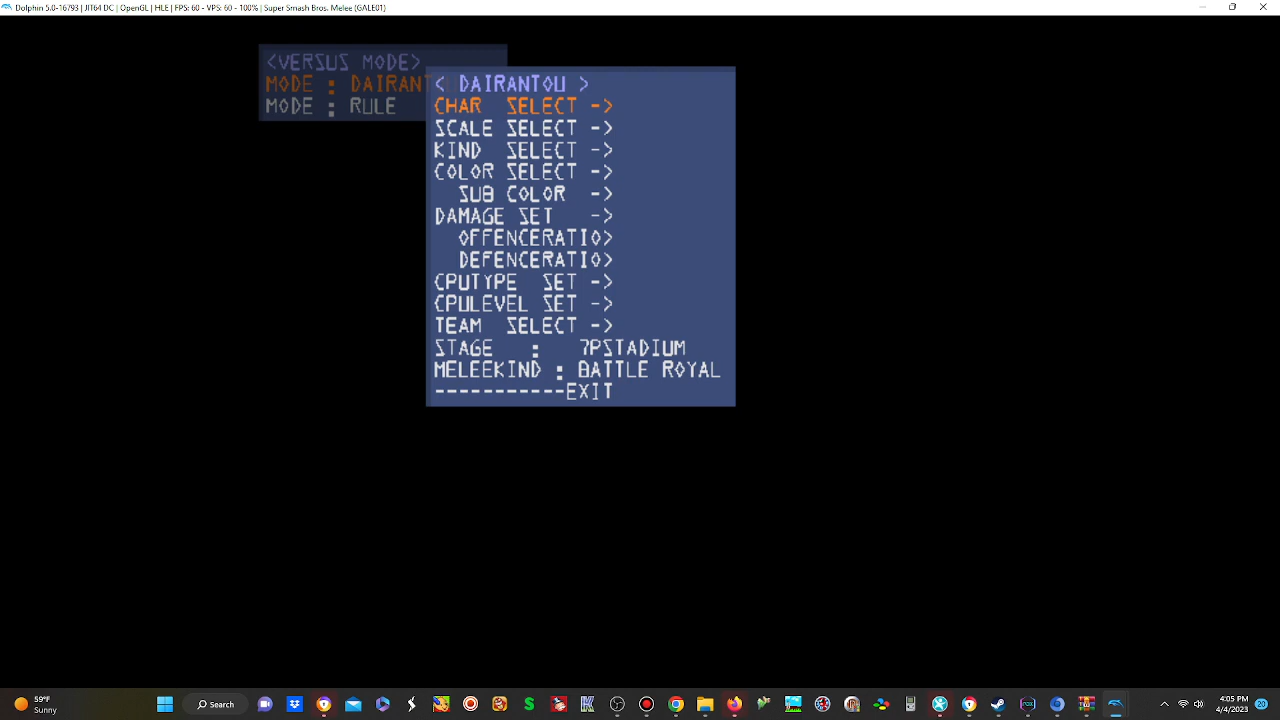 Dolphin 5.0-16793 | JIT64 DC | OpenGL | HLE | FPS: 60 - VPS: 60 - 100% | Super Smash Bros. Melee (GALE01)
<VERSUS MODE>
MODE : DAIRANT
MODE : RULE
< DAIRANTOU >
CHAR SELECT ->
SCALE SELECT ->
KIND SELECT ->
COLOR SELECT ->
SUB COLOR ->
DAMAGE SET ->
OFFENCERATIO>
DEFENCERATIO>
CPUTYPE SET ->
CPULEVEL SET ->
TEAM SELECT ->
STAGE : ?PSTADIUM
MELEEKIND : BATTLE ROYAL
-----------EXIT
59°F
Sunny
Search
4:05 PM
4/4/2023
20